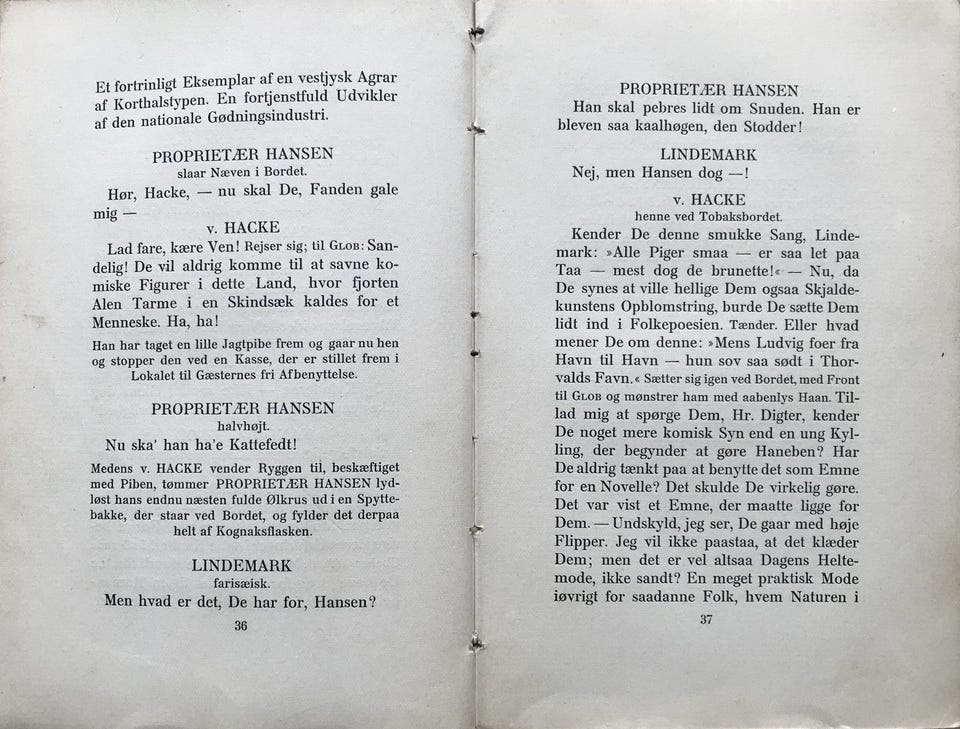 Et fortrinligt Eksemplar af en vestjysk Agrar
af Korthalstypen. En fortjenstfuld Udvikler
af den nationale Gødningsindustri.
PROPRIETÆR HANSEN
slaar Næven i Bordet.
Hør, Hacke, — nu skal De, Fanden gale
mig —
v. HACKE
Lad fare, kære Ven! Rejser sig; til GLOB: San-
delig! De vil aldrig komme til at savne ko-
miske Figurer i dette Land, hvor fjorten
Alen Tarme i en Skindsæk kaldes for et
Menneske. Ha, ha!
Han har taget en lille Jagtpibe frem og gaar nu hen
og stopper den ved en Kasse, der er stillet frem i
Lokalet til Gæsternes fri Afbenyttelse.
PROPRIETÆR HANSEN
halvhøjt.
Nu ska' han ha'e Kattefedt!
Medens v. HACKE vender Ryggen til, beskæftiget
med Piben, tømmer PROPRIETÆR HANSEN lyd-
løst hans endnu næsten fulde Ølkrus ud i en Spytte-
bakke, der staar ved Bordet, og fylder det derpaa
helt af Kognaksflasken.
LINDEMARK
farisæisk.
Men hvad er det, De har for, Hansen?
36
PROPRIETÆR HANSEN
Han skal pebres lidt om Snuden. Han er
bleven saa kaalhøgen, den Stodder!
LINDEMARK
Nej, men Hansen dog —!
v. HACKE
henne ved Tobaksbordet.
Kender De denne smukke Sang, Linde-
mark: »Alle Piger smaa — er saa let paa
Taa — mest dog de brunette!« — Nu, da
De synes at ville hellige Dem ogsaa Skjalde-
kunstens Opblomstring, burde De sætte Dem
lidt ind i Folkepoesien. Tænder. Eller hvad
mener De om denne: »Mens Ludvig foer fra
Havn til Havn — hun sov saa sødt i Thor-
valds Favn.« Sætter sig igen ved Bordet, med Front
til GLOB og mønstrer ham med aabenlys Haan. Til-
lad mig at spørge Dem, Hr. Digter, kender
De noget mere komisk Syn end en ung Kyl-
ling, der begynder at gøre Haneben? Har
De aldrig tænkt paa at benytte det som Emne
for en Novelle? Det skulde De virkelig gøre.
Det var vist et Emne, der maatte ligge for
Dem. — Undskyld, jeg ser, De gaar med høje
Flipper. Jeg vil ikke paastaa, at det klæder
Dem; men det er vel altsaa Dagens Helte-
mode, ikke sandt? En meget praktisk Mode
iøvrigt for saadanne Folk, hvem Naturen i
37